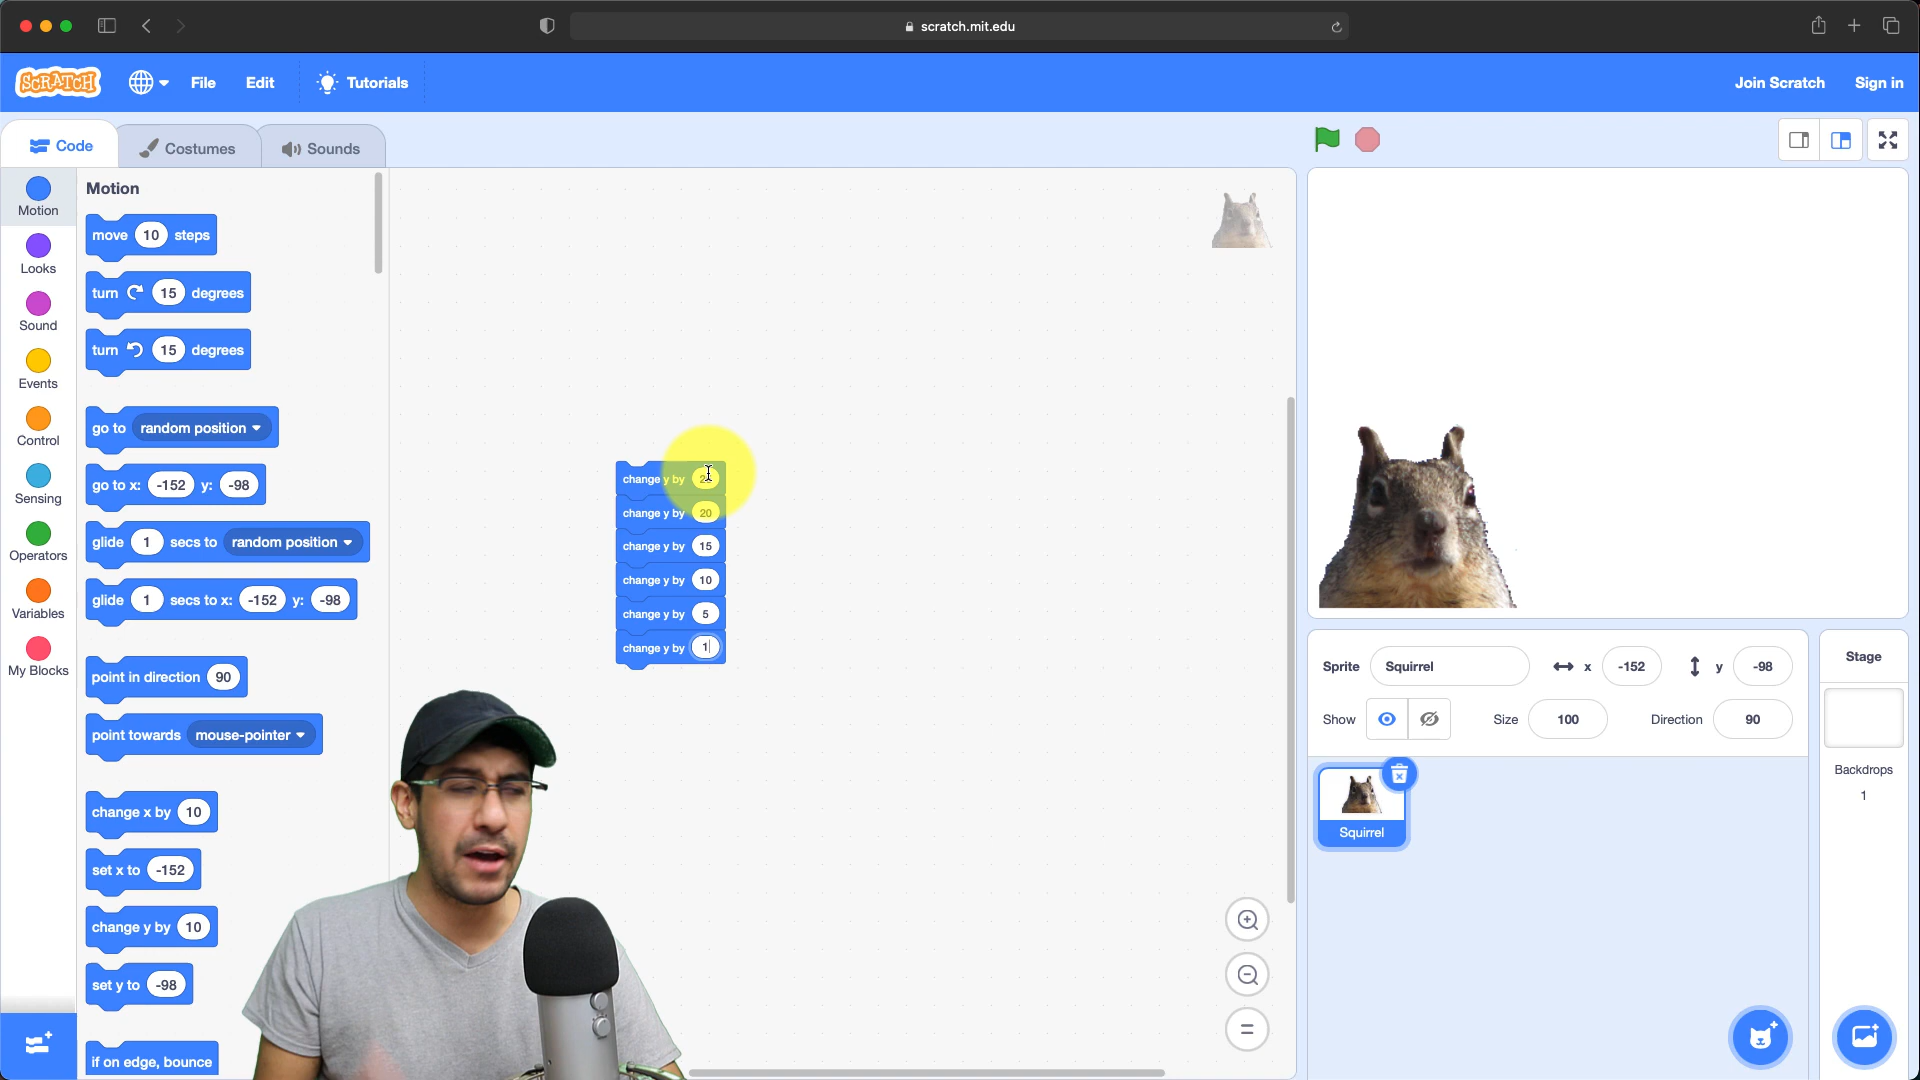 scratch.mit.edu
SCRATCH File Edit Tutorials Join Scratch Sign in
Code Costumes Sounds
Motion
Looks
Sound
Events
Control
Sensing
Operators
Variables
My Blocks
Motion
move 10 steps
turn 15 degrees
turn 15 degrees
go to random position
go to x: -152 y: -98
glide 1 secs to random position
glide 1 secs to x: -152 y: -98
point in direction 90
point towards mouse-pointer
change x by 10
set x to -152
change y by 10
set y to -98
if on edge, bounce
change y by
change y by 20
change y by 15
change y by 10
change y by 5
change y by 1
Sprite Squirrel x -152 y -98
Show Size 100 Direction 90
Squirrel
Stage
Backdrops
1